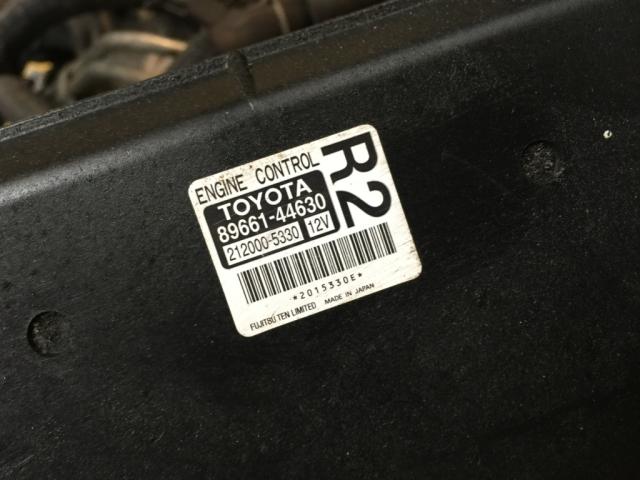 ENGINE CONTROL
R2
TOYOTA
89661-44630
212000-5330 12V
*2015330E*
FUJITSU TEN LIMITED MADE IN JAPAN